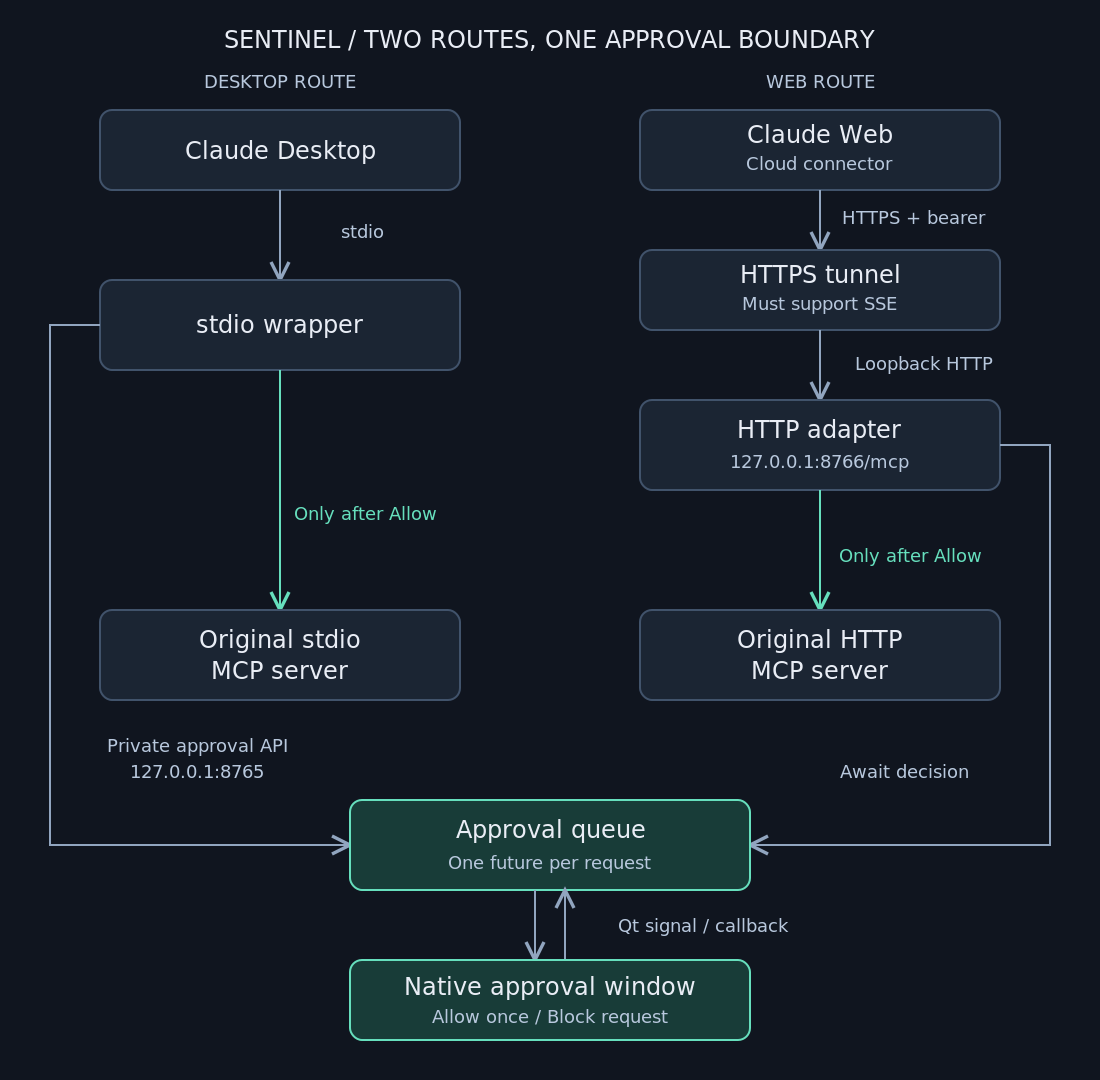 SENTINEL / TWO ROUTES, ONE APPROVAL BOUNDARY
DESKTOP ROUTE
Claude Desktop
stdio
stdio wrapper
Only after Allow
Original stdio
MCP server
Private approval API
127.0.0.1:8765
WEB ROUTE
Claude Web
Cloud connector
HTTPS + bearer
HTTPS tunnel
Must support SSE
Loopback HTTP
HTTP adapter
127.0.0.1:8766/mcp
Only after Allow
Original HTTP
MCP server
Await decision
Approval queue
One future per request
Qt signal / callback
Native approval window
Allow once / Block request